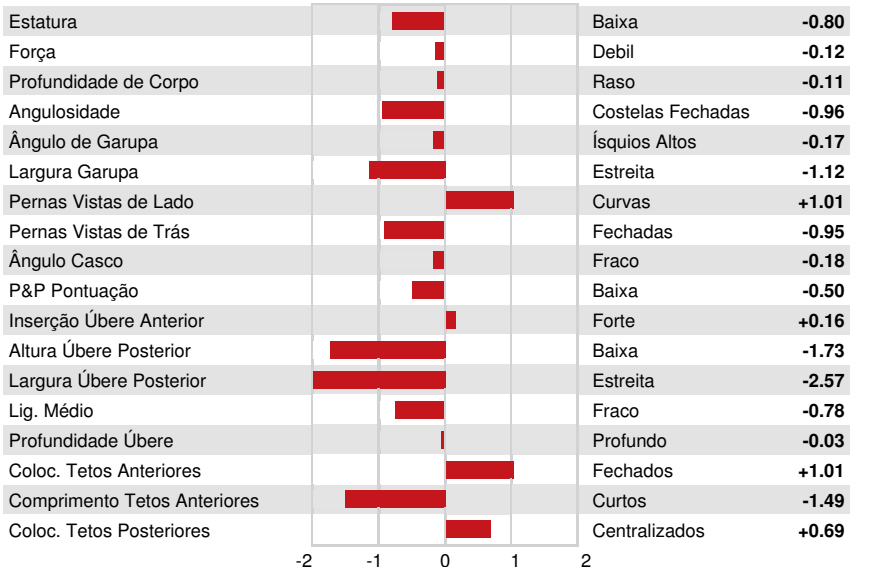 Estatura Baixa -0.80
Força Debil -0.12
Profundidade de Corpo Raso -0.11
Angulosidade Costelas Fechadas -0.96
Ângulo de Garupa Ísquios Altos -0.17
Largura Garupa Estreita -1.12
Pernas Vistas de Lado Curvas +1.01
Pernas Vistas de Trás Fechadas -0.95
Ângulo Casco Fraco -0.18
P&P Pontuação Baixa -0.50
Inserção Úbere Anterior Forte +0.16
Altura Úbere Posterior Baixa -1.73
Largura Úbere Posterior Estreita -2.57
Lig. Médio Fraco -0.78
Profundidade Úbere Profundo -0.03
Coloc. Tetos Anteriores Fechados +1.01
Comprimento Tetos Anteriores Curtos -1.49
Coloc. Tetos Posteriores Centralizados +0.69
-2 -1 0 1 2